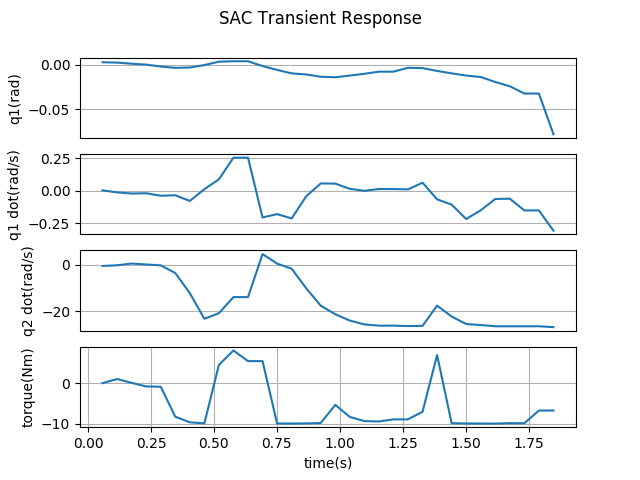 SAC Transient Response
q1(rad)
0.00
−0.05
q1 dot(rad/s)
0.25
0.00
−0.25
q2 dot(rad/s)
0
−20
torque(Nm)
0
−10
0.00 0.25 0.50 0.75 1.00 1.25 1.50 1.75
time(s)